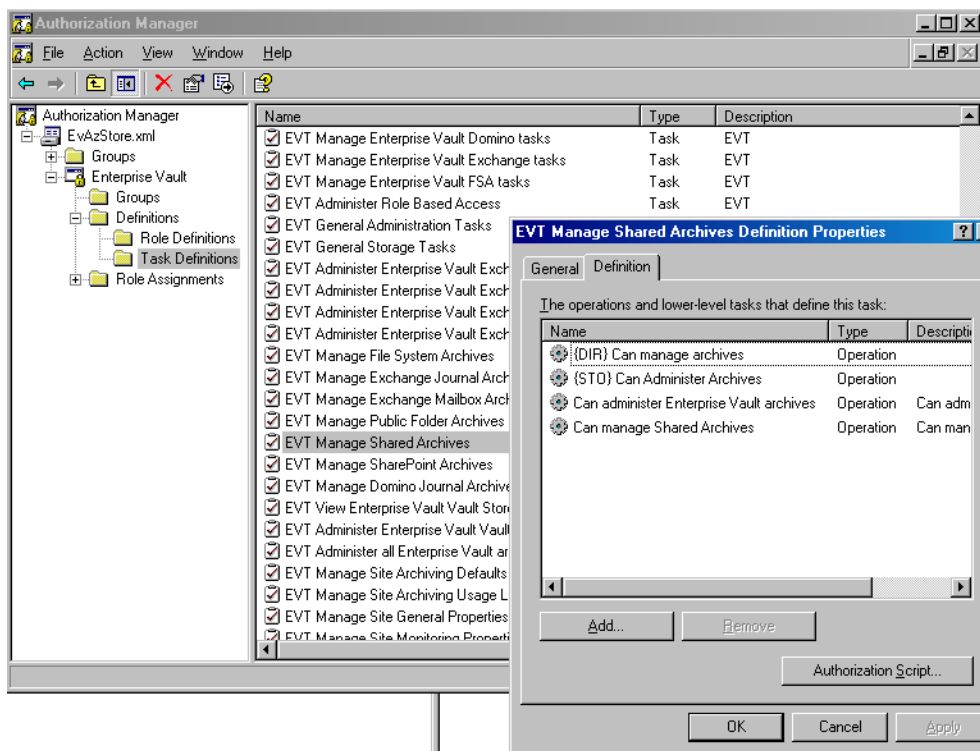 Authorization Manager
File Action View Window Help
Authorization Manager
EvAzStore.xml
Groups
Enterprise Vault
Groups
Definitions
Role Definitions
Task Definitions
Role Assignments
Name Type Description
EVT Manage Enterprise Vault Domino tasks Task EVT
EVT Manage Enterprise Vault Exchange tasks Task EVT
EVT Manage Enterprise Vault FSA tasks Task EVT
EVT Administer Role Based Access Task EVT
EVT General Administration Tasks
EVT General Storage Tasks
EVT Administer Enterprise Vault Exch
EVT Administer Enterprise Vault Exch
EVT Administer Enterprise Vault Exch
EVT Administer Enterprise Vault Exch
EVT Manage File System Archives
EVT Manage Exchange Journal Arch
EVT Manage Exchange Mailbox Arch
EVT Manage Public Folder Archives
EVT Manage Shared Archives
EVT Manage SharePoint Archives
EVT Manage Domino Journal Archive
EVT View Enterprise Vault Vault Stor
EVT Administer Enterprise Vault Vaul
EVT Administer all Enterprise Vault ar
EVT Manage Site Archiving Defaults
EVT Manage Site Archiving Usage L
EVT Manage Site General Properties
EVT Manage Site Monitoring Properti
EVT Manage Shared Archives Definition Properties
General Definition
The operations and lower-level tasks that define this task:
Name Type Descripti
{DIR} Can manage archives Operation
{STO} Can Administer Archives Operation
Can administer Enterprise Vault archives Operation Can adm
Can manage Shared Archives Operation Can man
Add... Remove
Authorization Script...
OK Cancel Apply